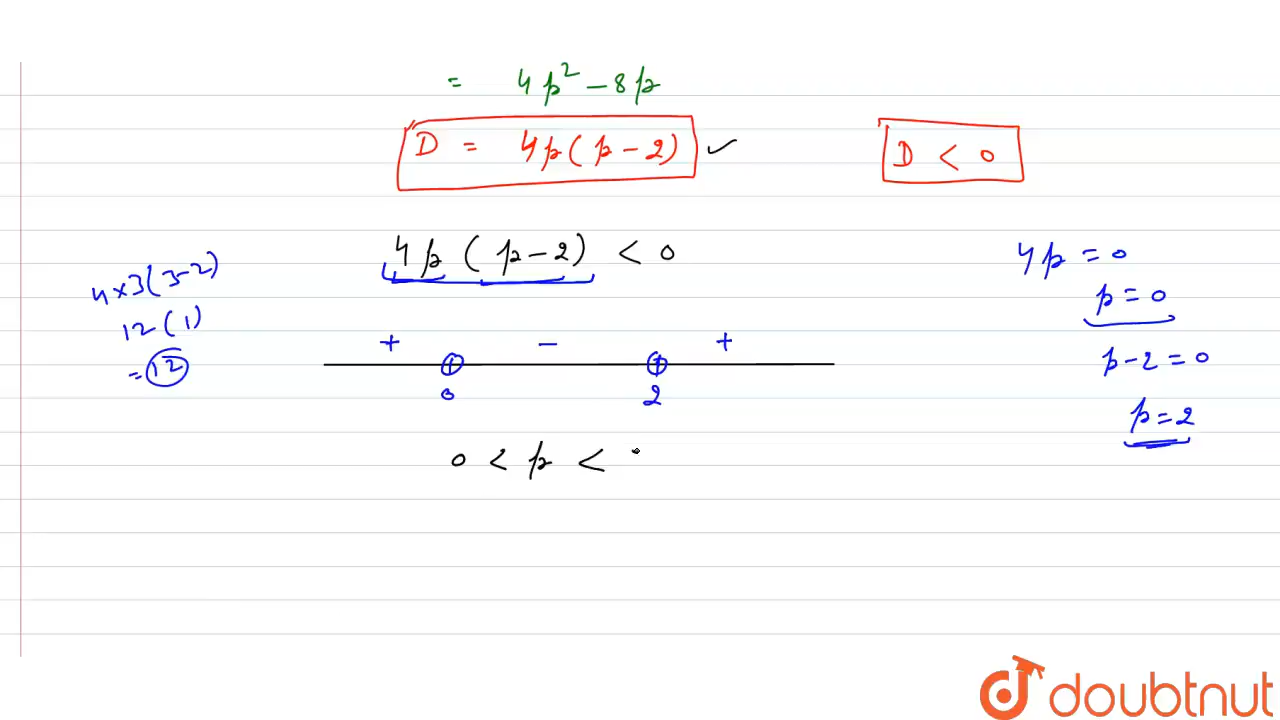 = 4p² – 8p
D = 4p(p – 2) ✓
D < 0
4p (p – 2) < 0
4×3(3-2)
12(1)
= 12
+ – +
0 2
0 < p <
4p = 0
p = 0
p – 2 = 0
p = 2
doubtnut